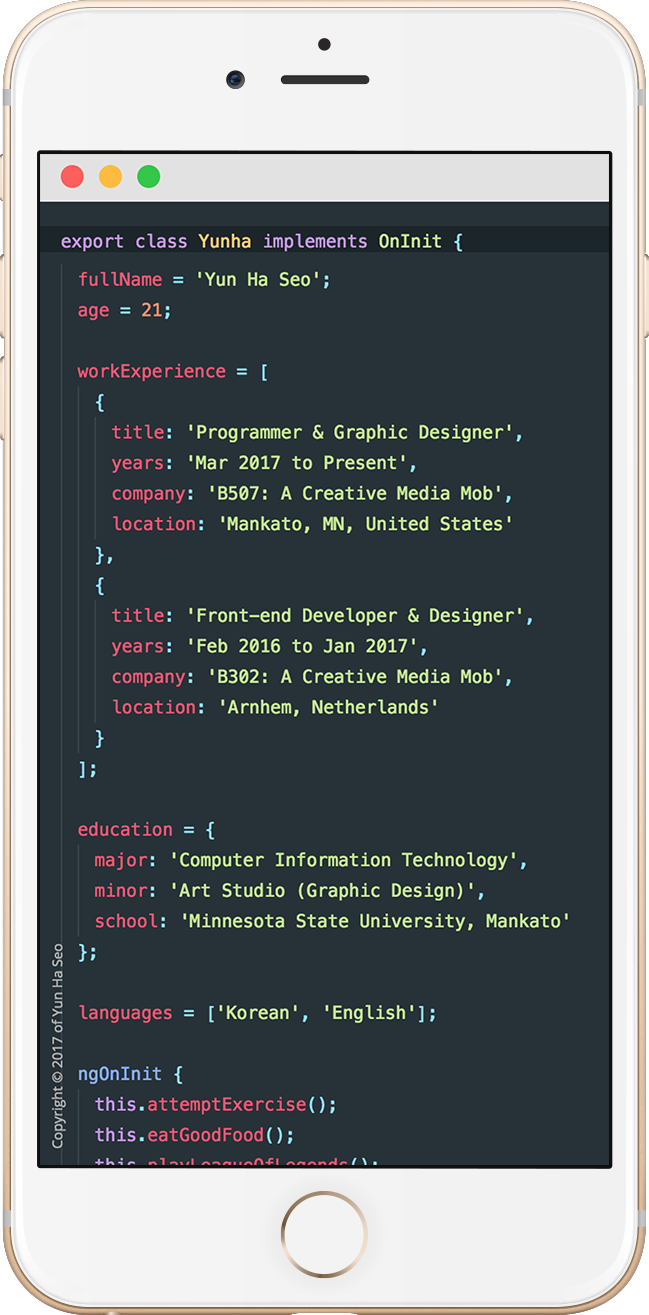 export class Yunha implements OnInit {
fullName = 'Yun Ha Seo';
age = 21;
workExperience = [
{
title: 'Programmer & Graphic Designer',
years: 'Mar 2017 to Present',
company: 'B507: A Creative Media Mob',
location: 'Mankato, MN, United States'
},
{
title: 'Front-end Developer & Designer',
years: 'Feb 2016 to Jan 2017',
company: 'B302: A Creative Media Mob',
location: 'Arnhem, Netherlands'
}
];
education = {
major: 'Computer Information Technology',
minor: 'Art Studio (Graphic Design)',
school: 'Minnesota State University, Mankato'
};
languages = ['Korean', 'English'];
ngOnInit {
this.attemptExercise();
this.eatGoodFood();
this.playLeagueOfLegends();
Copyright © 2017 of Yun Ha Seo